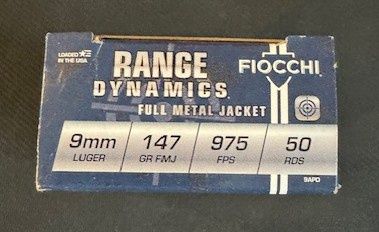 LOADED IN THE USA
RANGE
DYNAMICS
FULL METAL JACKET
FIOCCHI
9mm 147 975 50
LUGER GR FMJ FPS RDS
9APD